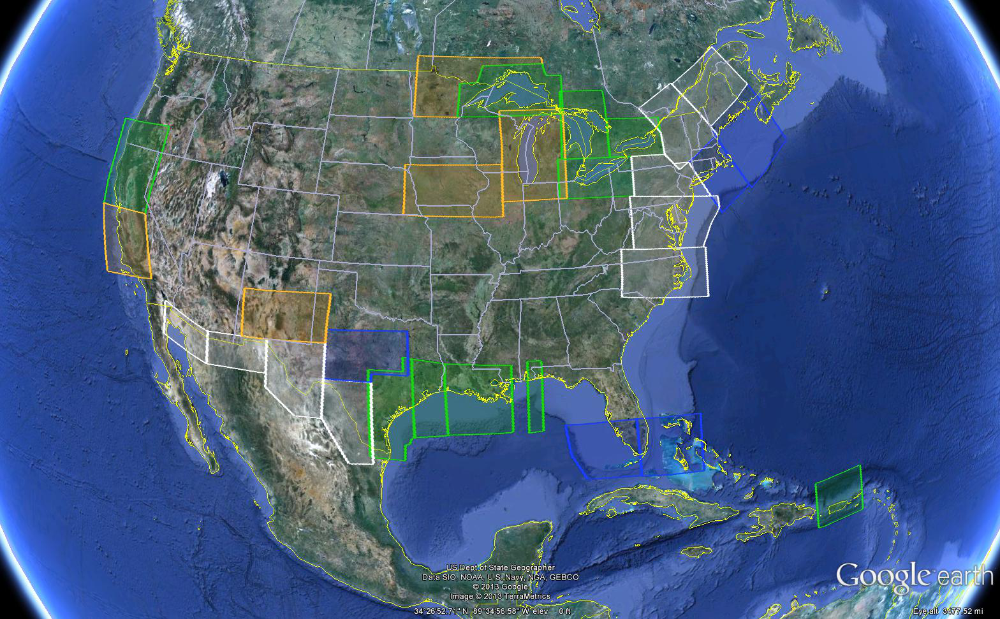 US Dept of State Geographer
Data SIO, NOAA, U.S. Navy, NGA, GEBCO
© 2013 Google
Image © 2013 TerraMetrics
Google earth
34°26'52.71" N 89°34'56.58" W elev 0 ft
Eye alt 3477.52 mi